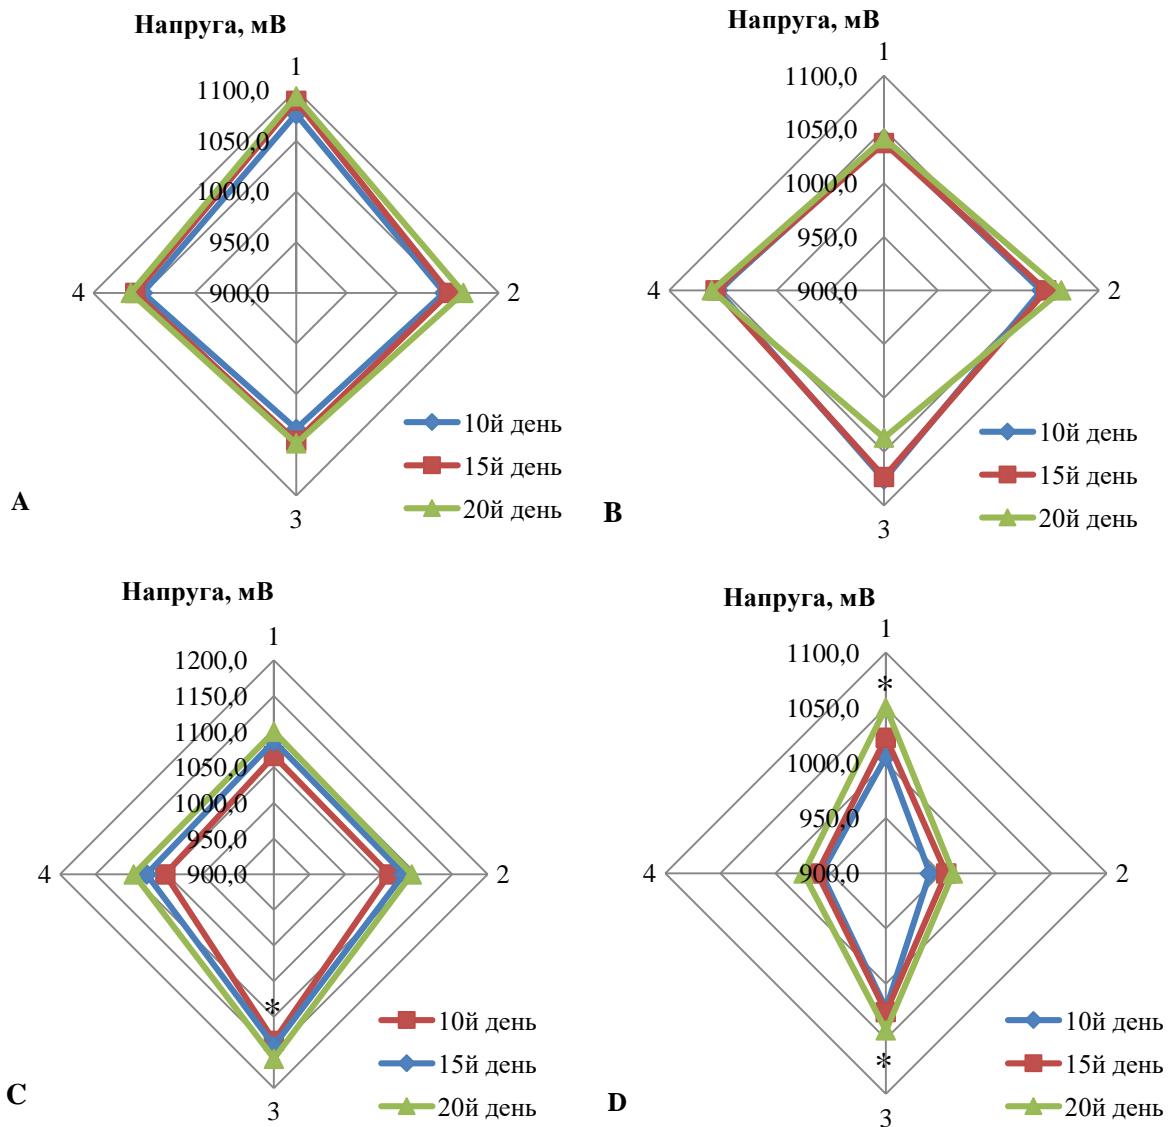 Напруга, мВ
1
1100,0
1050,0
1000,0
950,0
900,0
4
2
3
10й день
15й день
20й день
A
Напруга, мВ
1
1100,0
1050,0
1000,0
950,0
900,0
4
2
3
10й день
15й день
20й день
B
Напруга, мВ
1
1200,0
1150,0
1100,0
1050,0
1000,0
950,0
900,0
4
2
*
3
10й день
15й день
20й день
C
Напруга, мВ
1
1100,0
*
1050,0
1000,0
950,0
900,0
4
2
*
3
10й день
15й день
20й день
D